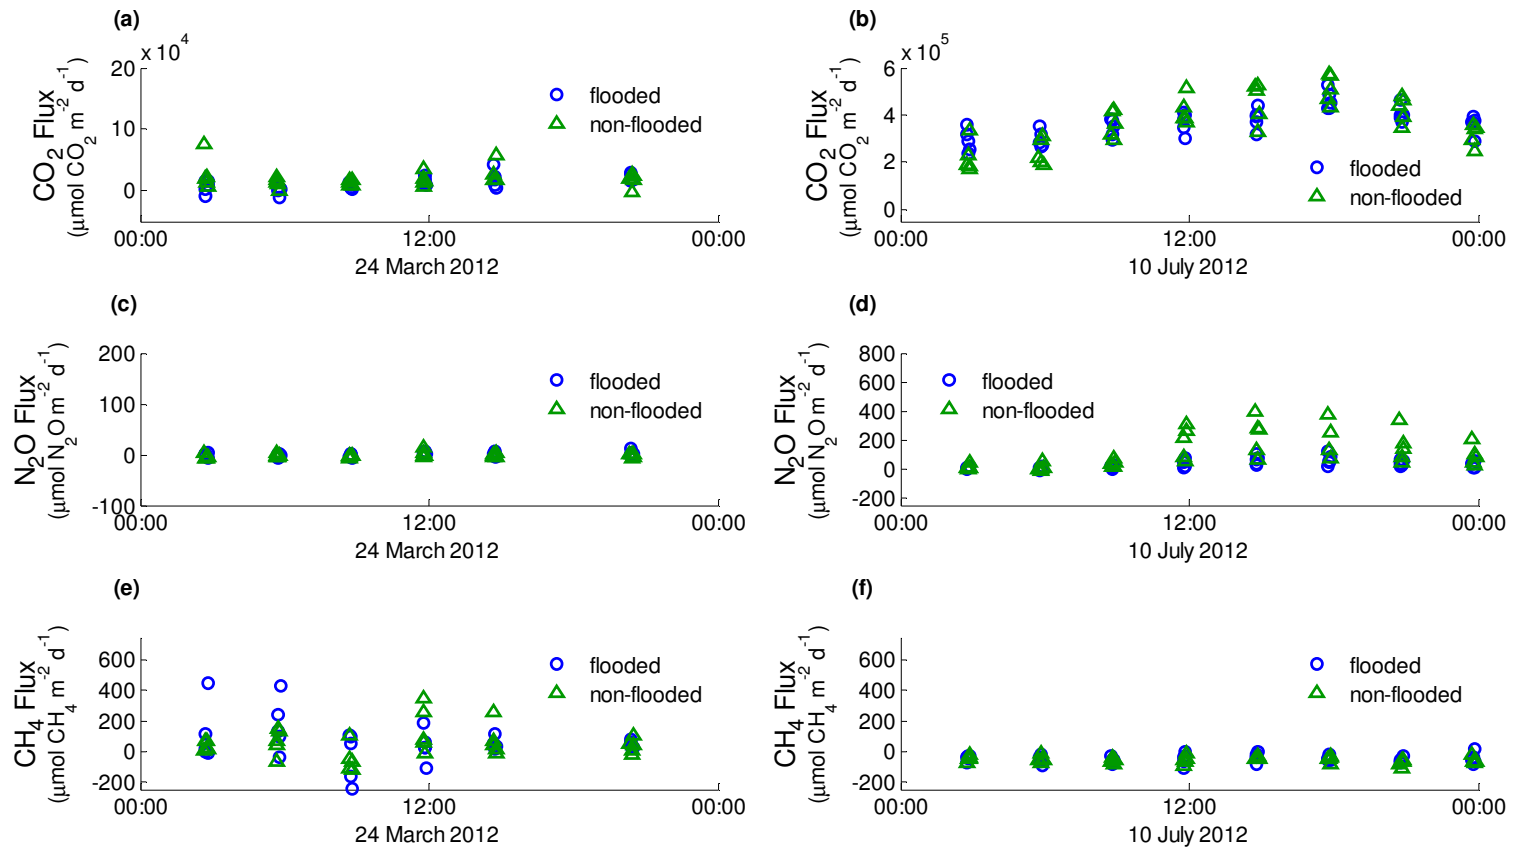 (a)
x 10^4
CO2 Flux
(μmol CO2 m^-2 d^-1)
20
10
0
flooded
non-flooded
00:00
12:00
00:00
24 March 2012
(b)
x 10^5
CO2 Flux
(μmol CO2 m^-2 d^-1)
6
4
2
0
flooded
non-flooded
00:00
12:00
00:00
10 July 2012
(c)
N2O Flux
(μmol N2O m^-2 d^-1)
200
100
0
-100
flooded
non-flooded
00:00
12:00
00:00
24 March 2012
(d)
N2O Flux
(μmol N2O m^-2 d^-1)
800
600
400
200
0
-200
flooded
non-flooded
00:00
12:00
00:00
10 July 2012
(e)
CH4 Flux
(μmol CH4 m^-2 d^-1)
600
400
200
0
-200
flooded
non-flooded
00:00
12:00
00:00
24 March 2012
(f)
CH4 Flux
(μmol CH4 m^-2 d^-1)
600
400
200
0
-200
flooded
non-flooded
00:00
12:00
00:00
10 July 2012